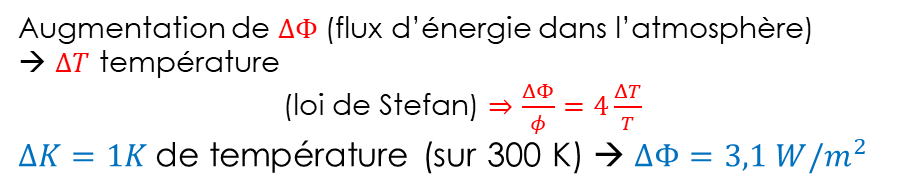 Augmentation de ΔΦ (flux d’énergie dans l’atmosphère)
→ ΔT température
(loi de Stefan) ⇒ ΔΦ/ϕ = 4 ΔT/T
ΔK = 1K de température (sur 300 K) → ΔΦ = 3,1 W/m²